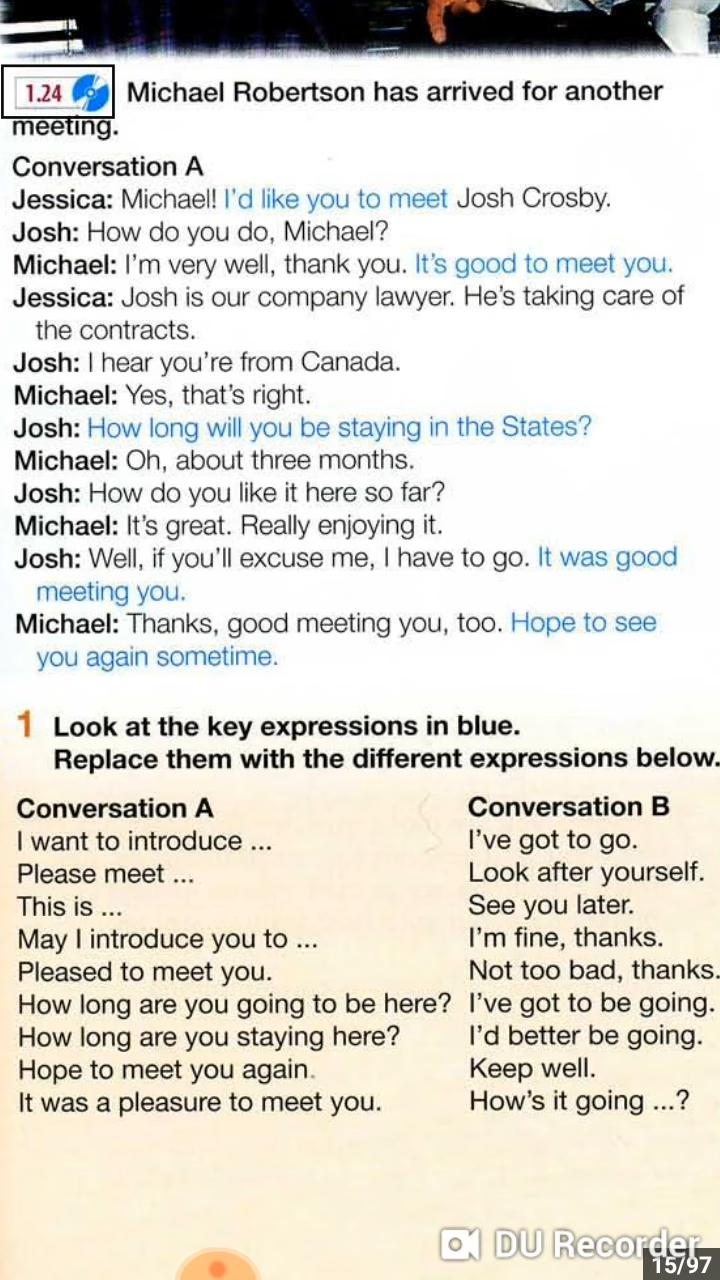 1.24 Michael Robertson has arrived for another
meeting.
Conversation A
Jessica: Michael! I'd like you to meet Josh Crosby.
Josh: How do you do, Michael?
Michael: I'm very well, thank you. It's good to meet you.
Jessica: Josh is our company lawyer. He's taking care of
the contracts.
Josh: I hear you're from Canada.
Michael: Yes, that's right.
Josh: How long will you be staying in the States?
Michael: Oh, about three months.
Josh: How do you like it here so far?
Michael: It's great. Really enjoying it.
Josh: Well, if you'll excuse me, I have to go. It was good
meeting you.
Michael: Thanks, good meeting you, too. Hope to see
you again sometime.
1 Look at the key expressions in blue.
Replace them with the different expressions below.
Conversation A
I want to introduce ...
Please meet ...
This is ...
May I introduce you to ...
Pleased to meet you.
How long are you going to be here?
How long are you staying here?
Hope to meet you again.
It was a pleasure to meet you.
Conversation B
I've got to go.
Look after yourself.
See you later.
I'm fine, thanks.
Not too bad, thanks.
I've got to be going.
I'd better be going.
Keep well.
How's it going ...?
DU Recorder
15/97